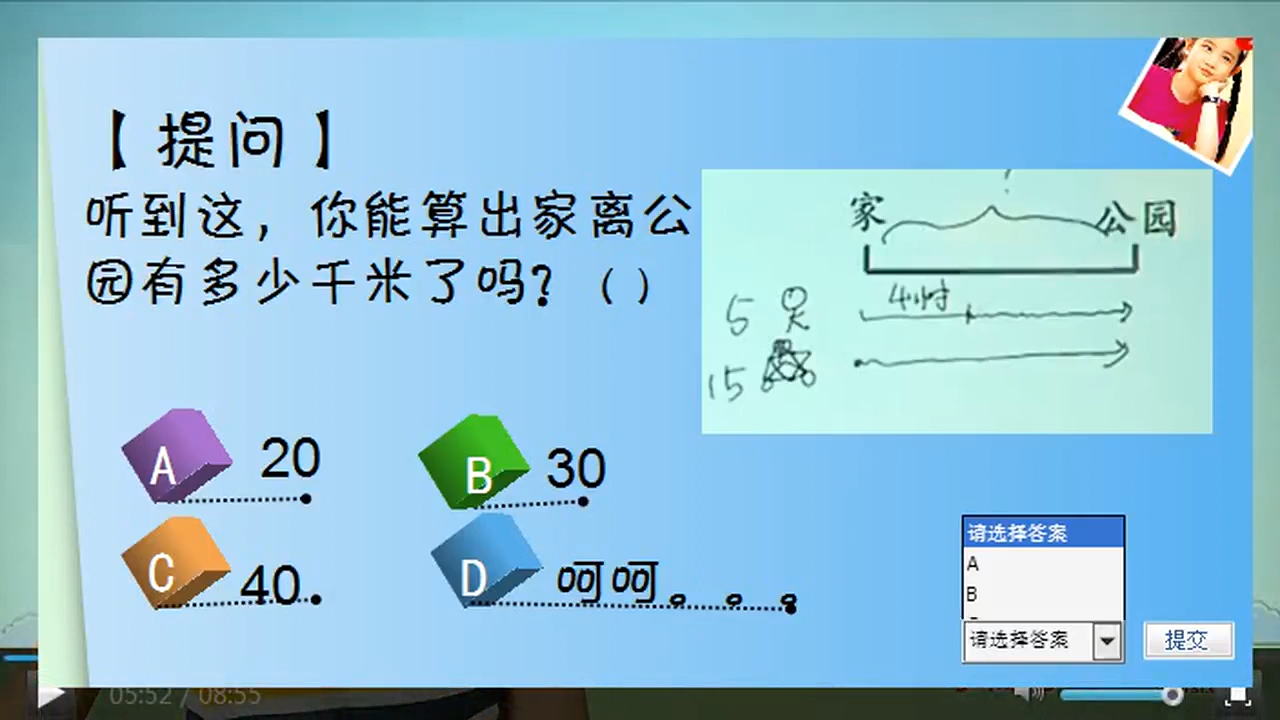 【提问】
听到这，你能算出家离公
园有多少千米了吗？（）
?
家 公园
4小时
5
15
A 20
B 30
C 40.
D 呵呵。。。
请选择答案
A
B
请选择答案
提交
05:52 / 08:55